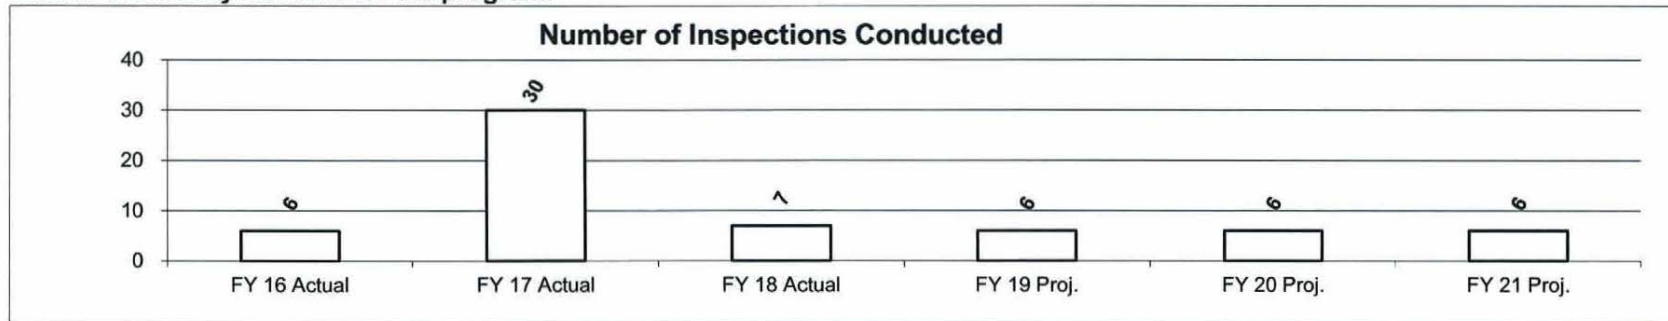 Number of Inspections Conducted
40
30
20
10
0
6
30
7
6
6
6
FY 16 Actual
FY 17 Actual
FY 18 Actual
FY 19 Proj.
FY 20 Proj.
FY 21 Proj.